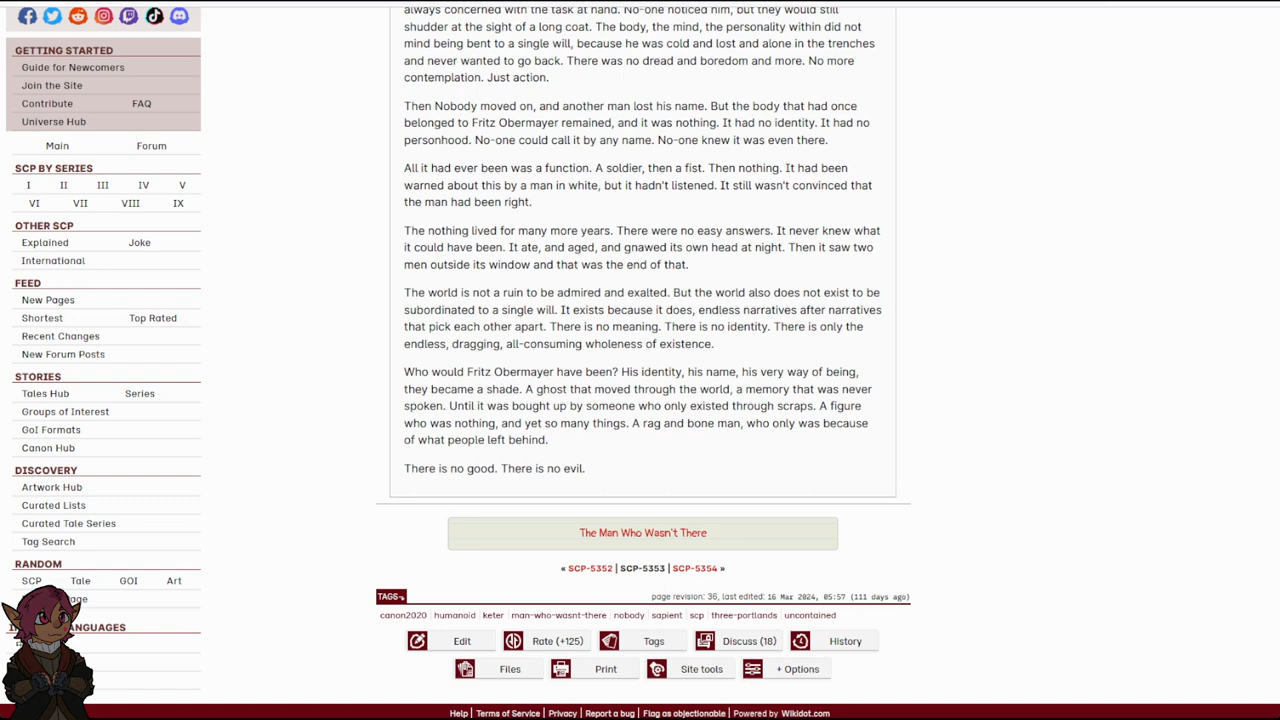 GETTING STARTED
Guide for Newcomers
Join the Site
Contribute FAQ
Universe Hub
Main Forum
SCP BY SERIES
I II III IV V
VI VII VIII IX
OTHER SCP
Explained Joke
International
FEED
New Pages
Shortest Top Rated
Recent Changes
New Forum Posts
STORIES
Tales Hub Series
Groups of Interest
GoI Formats
Canon Hub
DISCOVERY
Artwork Hub
Curated Lists
Curated Tale Series
Tag Search
RANDOM
SCP Tale GOI Art
always concerned with the task at hand. No-one noticed him, but they would still
shudder at the sight of a long coat. The body, the mind, the personality within did not
mind being bent to a single will, because he was cold and lost and alone in the trenches
and never wanted to go back. There was no dread and boredom and more. No more
contemplation. Just action.
Then Nobody moved on, and another man lost his name. But the body that had once
belonged to Fritz Obermayer remained, and it was nothing. It had no identity. It had no
personhood. No-one could call it by any name. No-one knew it was even there.
All it had ever been was a function. A soldier, then a fist. Then nothing. It had been
warned about this by a man in white, but it hadn't listened. It still wasn't convinced that
the man had been right.
The nothing lived for many more years. There were no easy answers. It never knew what
it could have been. It ate, and aged, and gnawed its own head at night. Then it saw two
men outside its window and that was the end of that.
The world is not a ruin to be admired and exalted. But the world also does not exist to be
subordinated to a single will. It exists because it does, endless narratives after narratives
that pick each other apart. There is no meaning. There is no identity. There is only the
endless, dragging, all-consuming wholeness of existence.
Who would Fritz Obermayer have been? His identity, his name, his very way of being,
they became a shade. A ghost that moved through the world, a memory that was never
spoken. Until it was bought up by someone who only existed through scraps. A figure
who was nothing, and yet so many things. A rag and bone man, who only was because
of what people left behind.
There is no good. There is no evil.
The Man Who Wasn't There
« SCP-5352 | SCP-5353 | SCP-5354 »
TAGS
page revision: 36, last edited: 16 Mar 2024, 05:57 (111 days ago)
canon2020 humanoid keter man-who-wasnt-there nobody sapient scp three-portlands uncontained
Edit Rate (+125) Tags Discuss (18) History
Files Print Site tools + Options
Help | Terms of Service | Privacy | Report a bug | Flag as objectionable | Powered by Wikidot.com